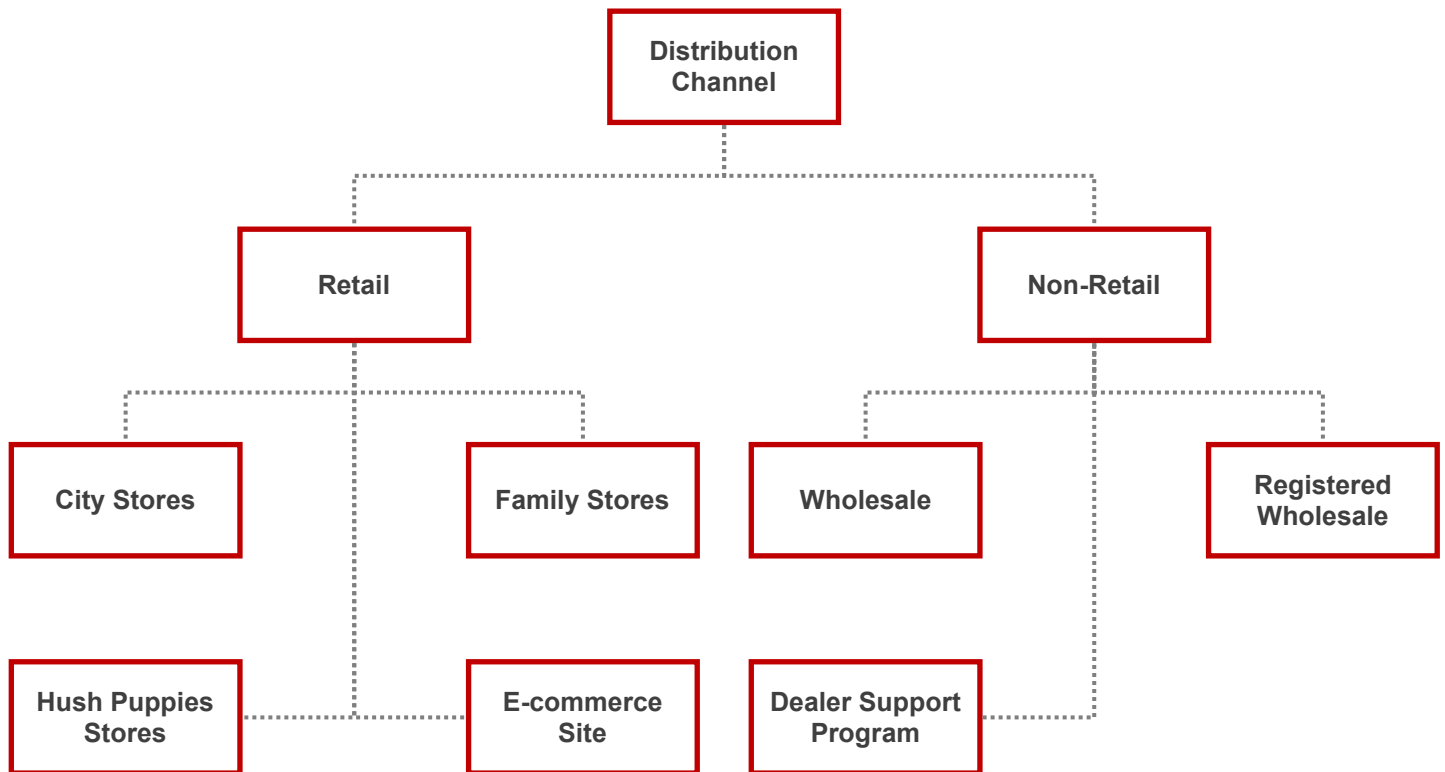 Distribution
Channel
Retail
Non-Retail
City Stores
Family Stores
Wholesale
Registered
Wholesale
Hush Puppies
Stores
E-commerce
Site
Dealer Support
Program